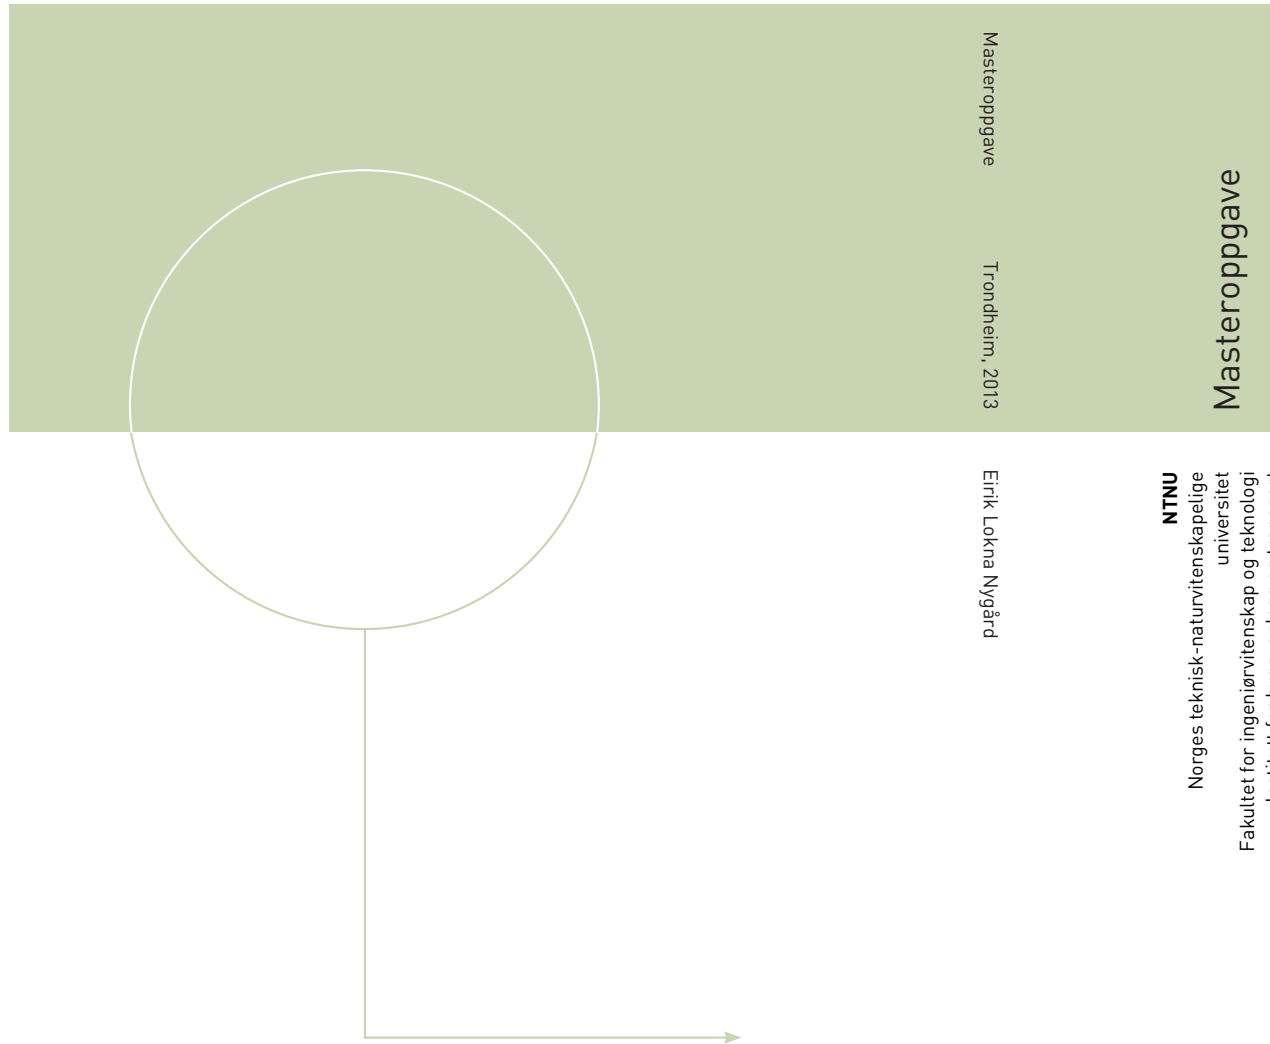 Masteroppgave
Trondheim, 2013
Eirik Lokna Nygård
Masteroppgave
NTNU
Norges teknisk-naturvitenskapelige
universitet
Fakultet for ingeniørvitenskap og teknologi